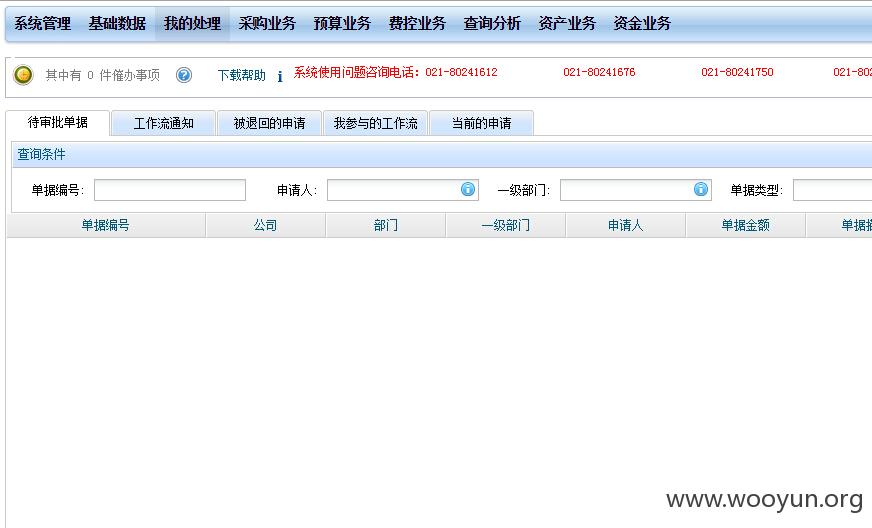 系统管理 基础数据 我的处理 采购业务 预算业务 费控业务 查询分析 资产业务 资金业务
其中有 0 件催办事项 下载帮助 系统使用问题咨询电话: 021-80241612 021-80241676 021-80241750 021-802
待审批单据 工作流通知 被退回的申请 我参与的工作流 当前的申请
查询条件
单据编号: 申请人: 一级部门: 单据类型:
单据编号 公司 部门 一级部门 申请人 单据金额 单据
www.wooyun.org